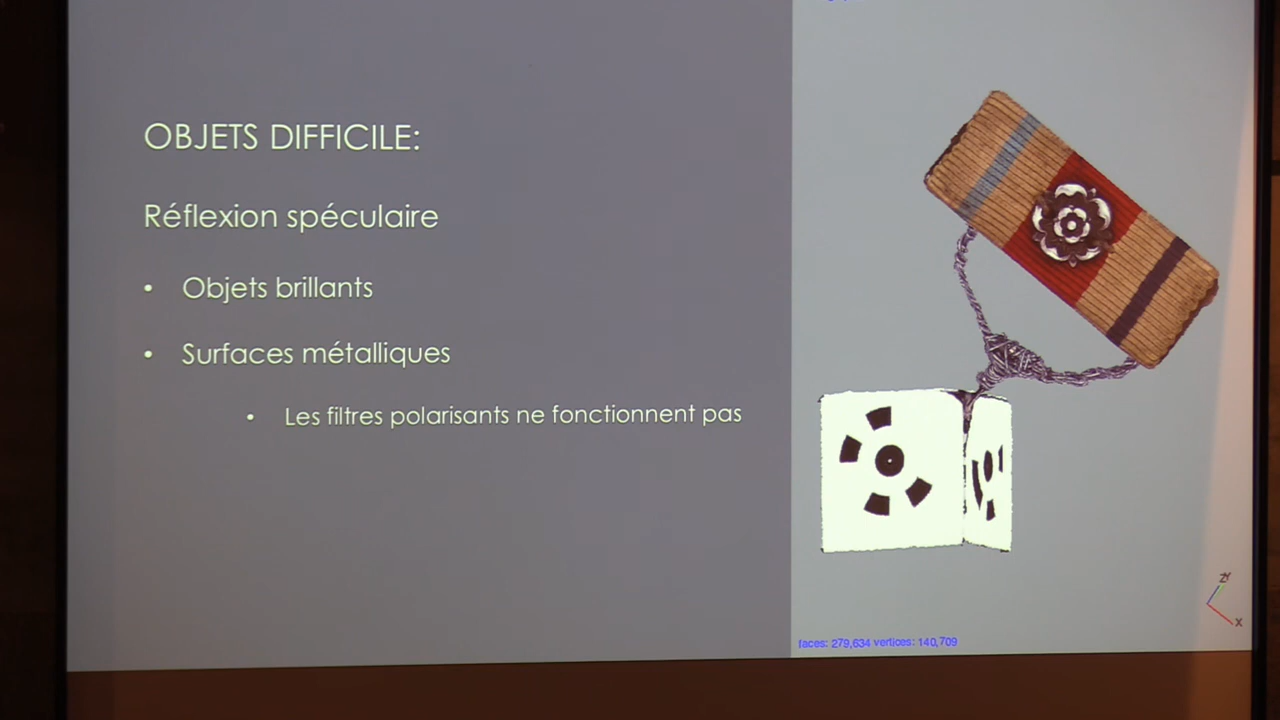 OBJETS DIFFICILE:
Réflexion spéculaire
• Objets brillants
• Surfaces métalliques
• Les filtres polarisants ne fonctionnent pas
faces: 279,634 vertices: 140,709
X